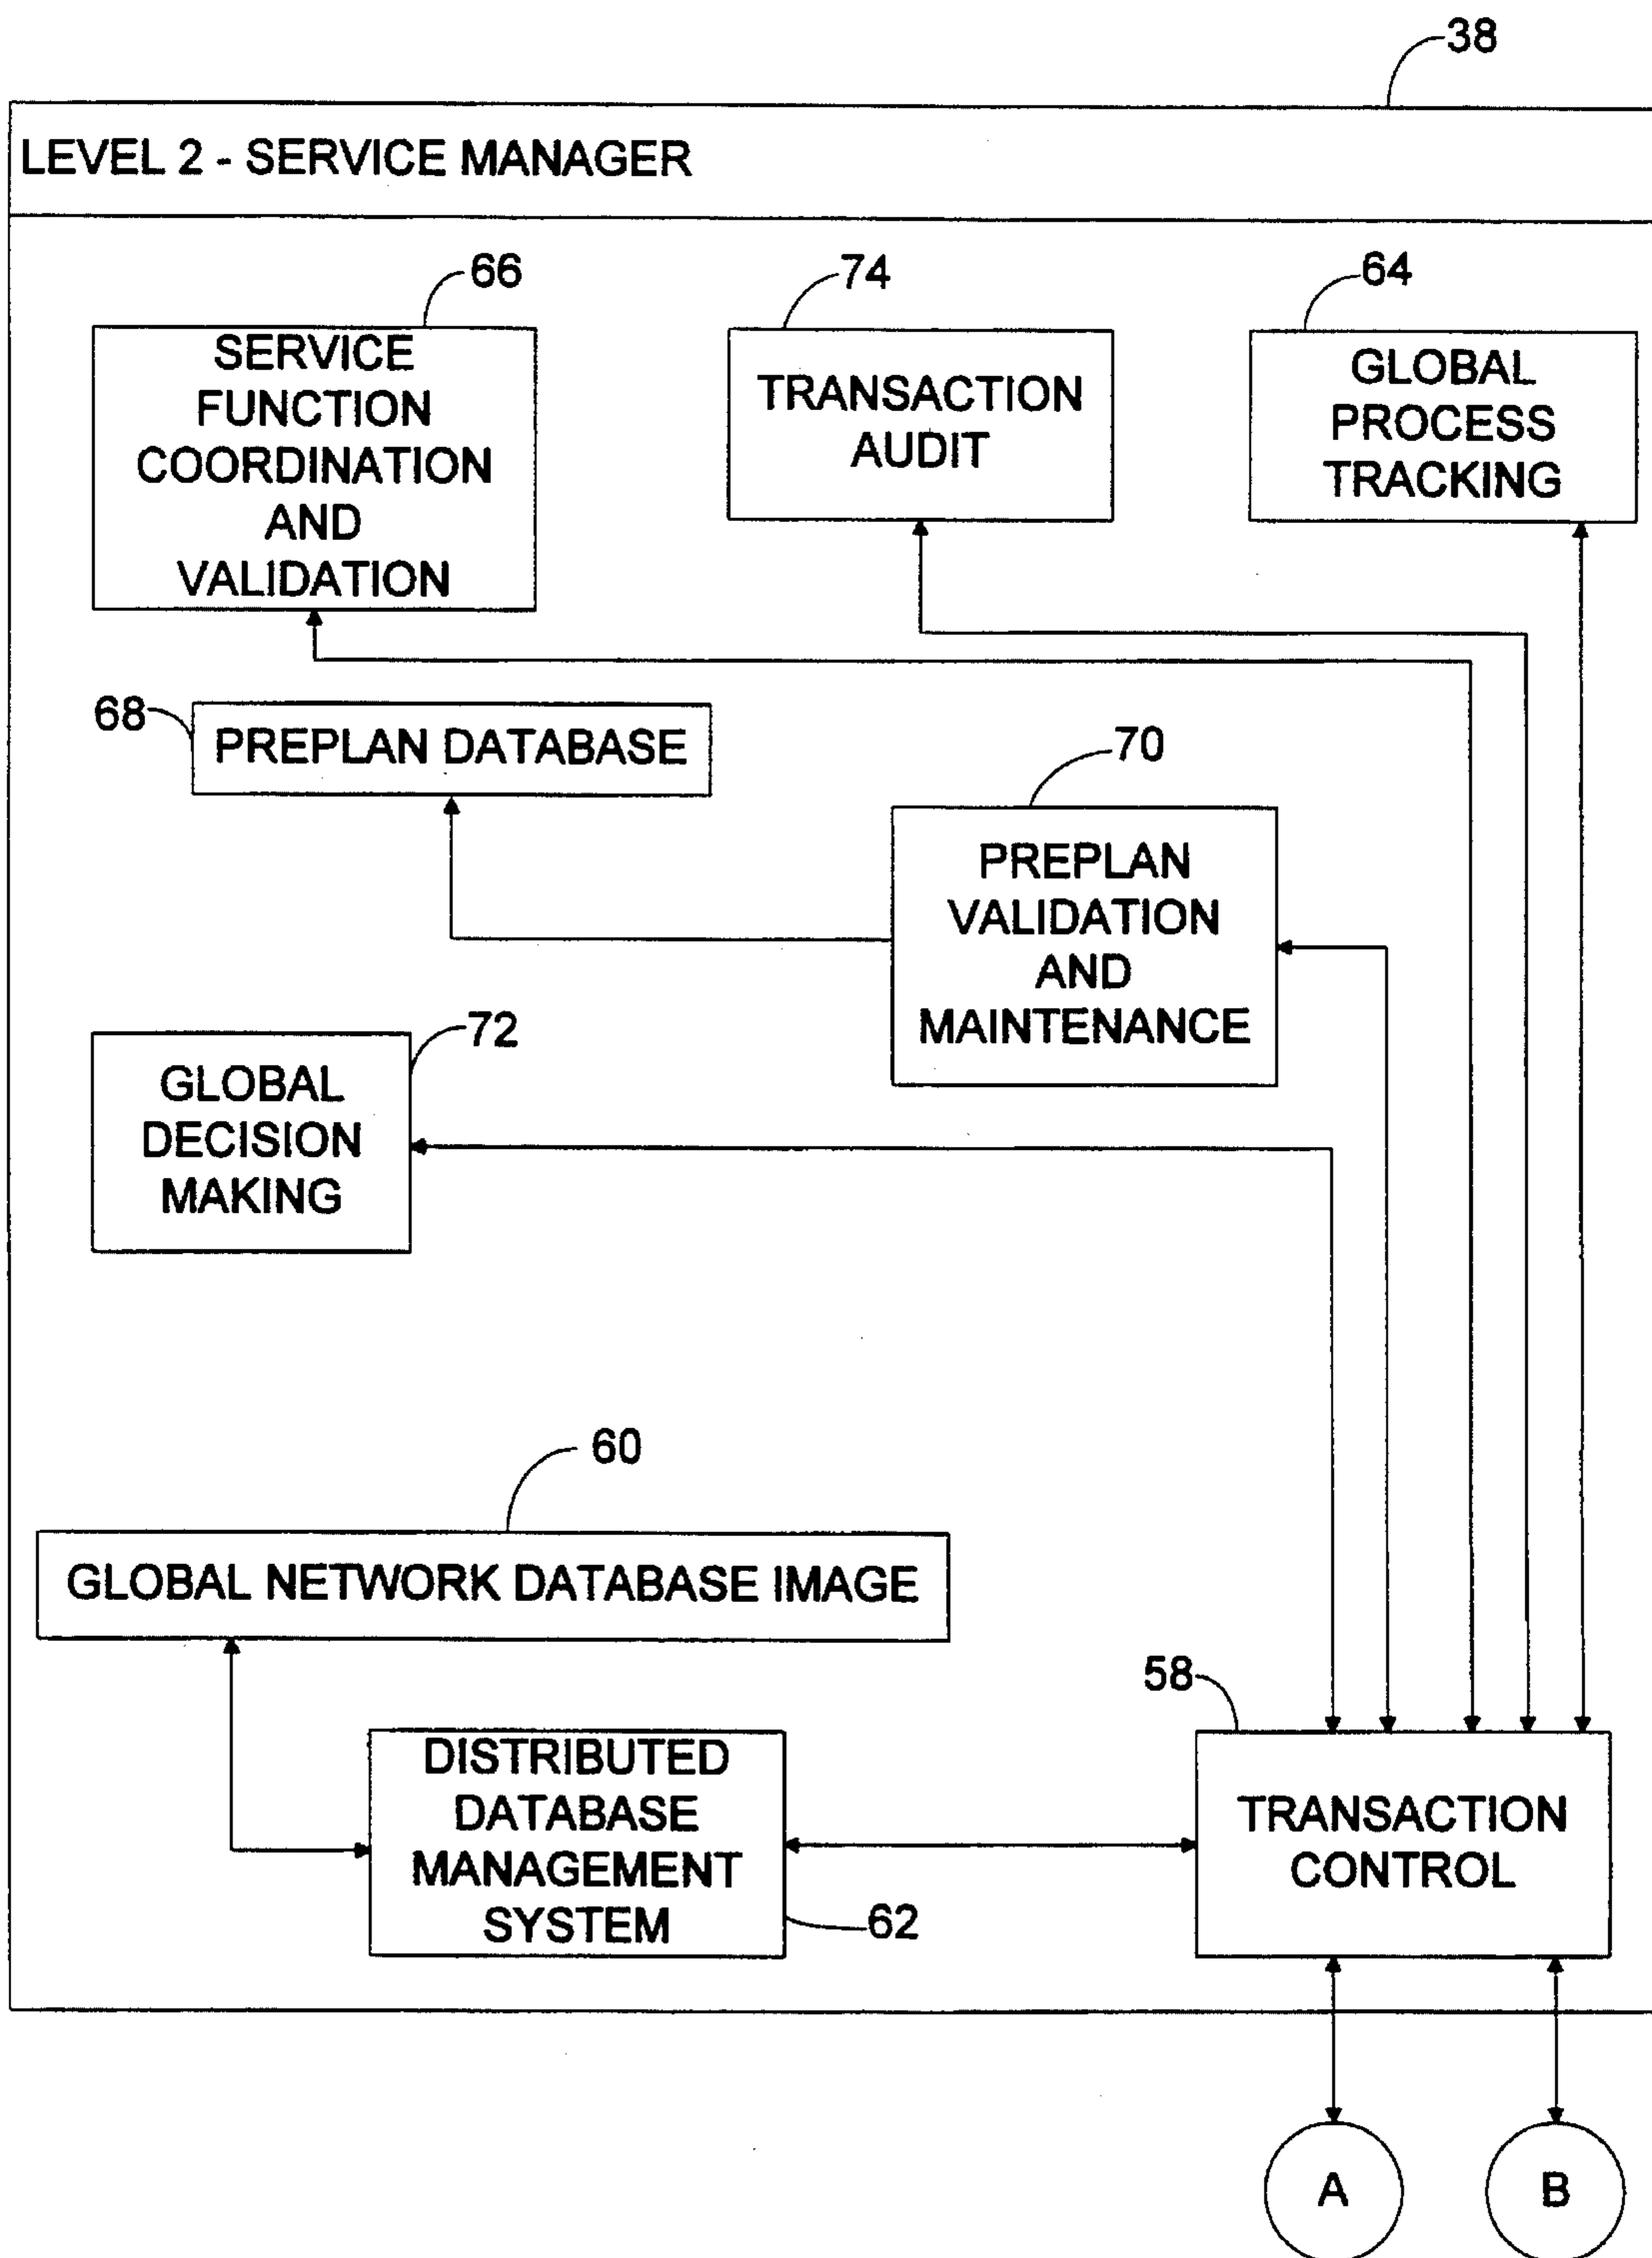 38
LEVEL 2 - SERVICE MANAGER
66
74
64
SERVICE
FUNCTION
COORDINATION
AND
VALIDATION
TRANSACTION
AUDIT
GLOBAL
PROCESS
TRACKING
68
PREPLAN DATABASE
70
PREPLAN
VALIDATION
AND
MAINTENANCE
72
GLOBAL
DECISION
MAKING
60
GLOBAL NETWORK DATABASE IMAGE
58
DISTRIBUTED
DATABASE
MANAGEMENT
SYSTEM
62
TRANSACTION
CONTROL
A
B